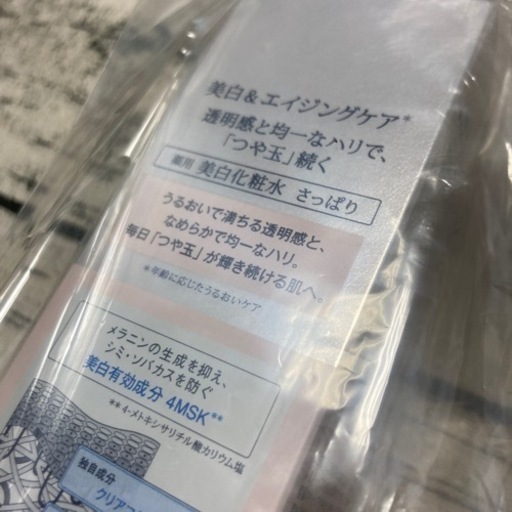 美白&エイジングケア*
透明感と均一なハリで、
「つや玉」続く
薬用 美白化粧水 さっぱり
うるおいで満ちる透明感と、
なめらかで均一なハリ。
毎日「つや玉」が輝き続ける肌へ。
*年齢に応じたうるおいケア
メラニンの生成を抑え、
シミ・ソバカスを防ぐ
美白有効成分 4MSK**
**4-メトキシサリチル酸カリウム塩
独自成分